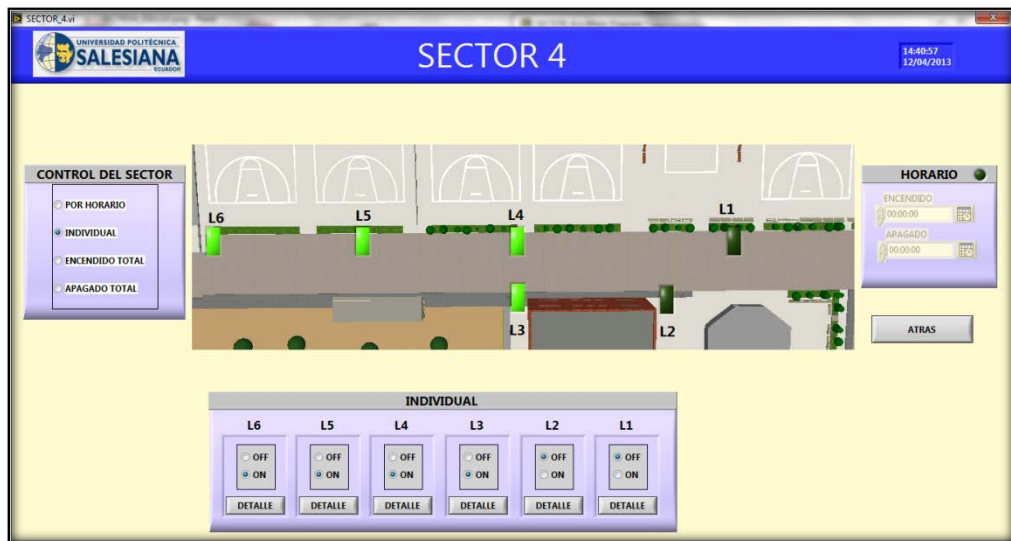 SECTOR_4.vi
UNIVERSIDAD POLITÉCNICA
SALESIANA
ECUADOR
SECTOR 4
14:40:57
12/04/2013
CONTROL DEL SECTOR
POR HORARIO
INDIVIDUAL
ENCENDIDO TOTAL
APAGADO TOTAL
L6
L5
L4
L1
L3
L2
HORARIO
ENCENDIDO
00:00:00
APAGADO
00:00:00
ATRAS
INDIVIDUAL
L6 L5 L4 L3 L2 L1
OFF OFF OFF OFF OFF OFF
ON ON ON ON ON ON
DETALLE DETALLE DETALLE DETALLE DETALLE DETALLE